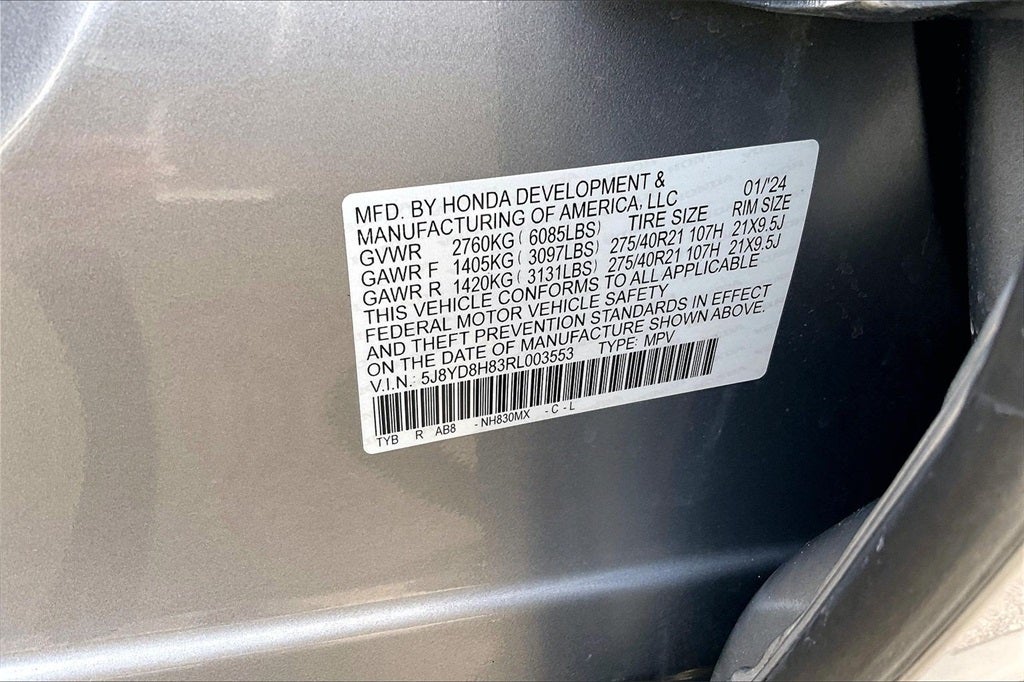 MFD. BY HONDA DEVELOPMENT & 01/'24
MANUFACTURING OF AMERICA, LLC
GVWR 2760KG ( 6085LBS) TIRE SIZE RIM SIZE
GAWR F 1405KG ( 3097LBS) 275/40R21 107H 21X9.5J
GAWR R 1420KG ( 3131LBS) 275/40R21 107H 21X9.5J
THIS VEHICLE CONFORMS TO ALL APPLICABLE
FEDERAL MOTOR VEHICLE SAFETY
AND THEFT PREVENTION STANDARDS IN EFFECT
ON THE DATE OF MANUFACTURE SHOWN ABOVE.
V.I.N.: 5J8YD8H83RL003553 TYPE: MPV
TYB R AB8 -NH830MX -C-L